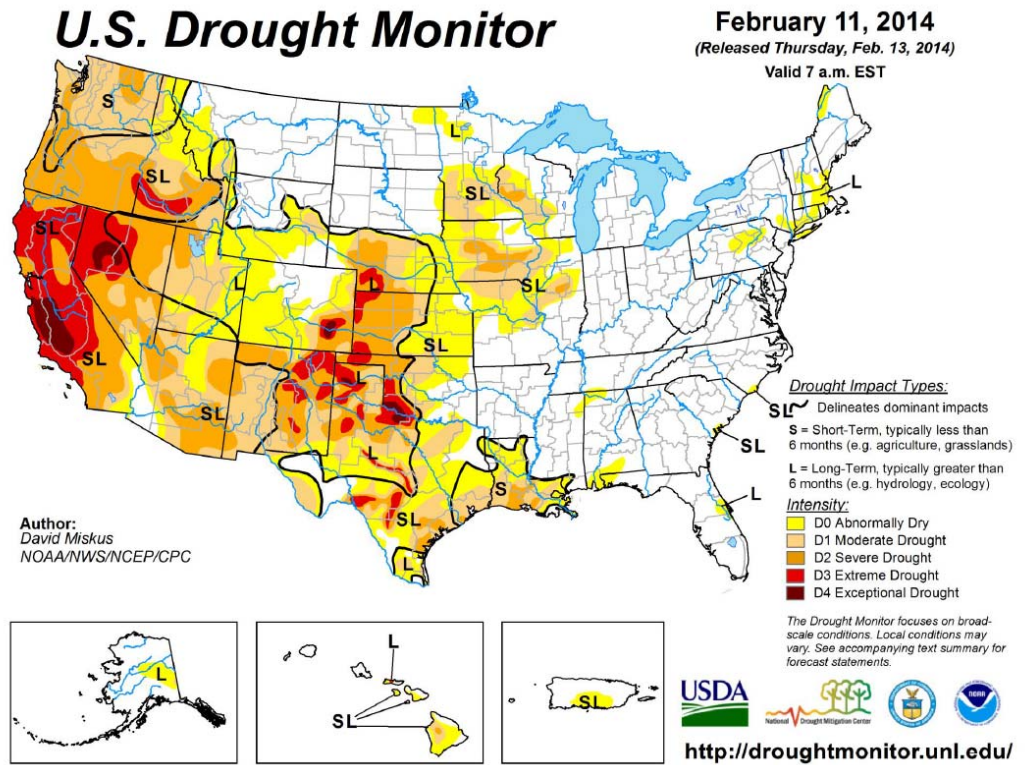 U.S. Drought Monitor
February 11, 2014
(Released Thursday, Feb. 13, 2014)
Valid 7 a.m. EST
S
L
L
SL
SL
SL
L
L
SL
SL
SL
L
SL
L
S
SL
L
SL
SL
L
Drought Impact Types:
Delineates dominant impacts
S = Short-Term, typically less than
6 months (e.g. agriculture, grasslands)
L = Long-Term, typically greater than
6 months (e.g. hydrology, ecology)
Intensity:
D0 Abnormally Dry
D1 Moderate Drought
D2 Severe Drought
D3 Extreme Drought
D4 Exceptional Drought
Author:
David Miskus
NOAA/NWS/NCEP/CPC
The Drought Monitor focuses on broad-
scale conditions. Local conditions may
vary. See accompanying text summary for
forecast statements.
L
L
SL
SL
USDA
National Drought Mitigation Center
NOAA
http://droughtmonitor.unl.edu/